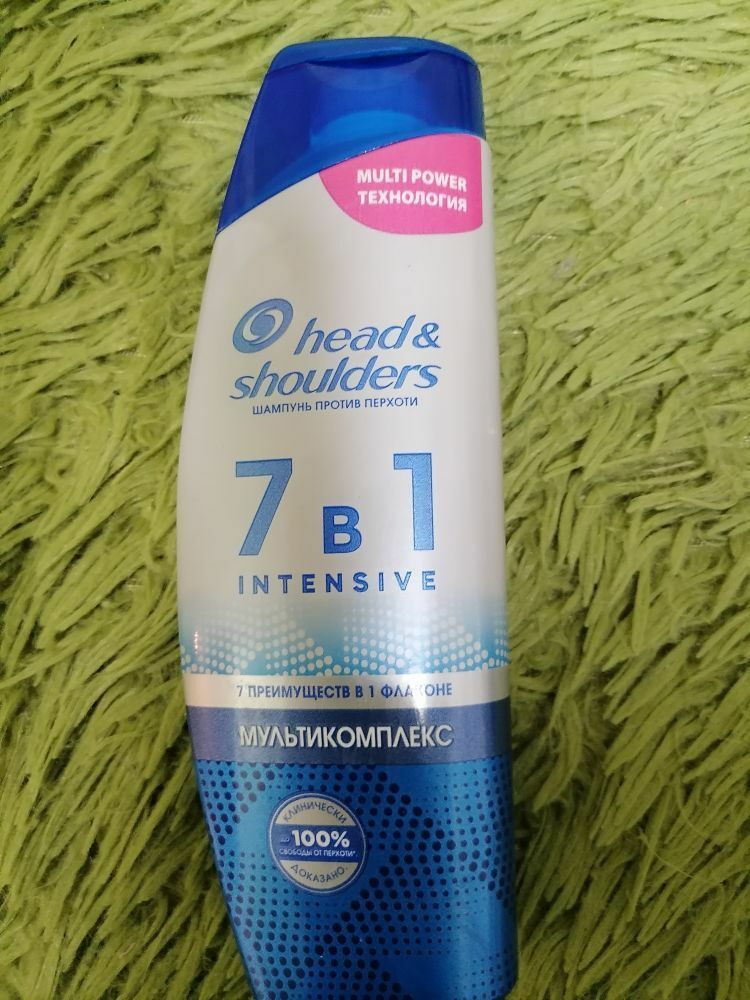 MULTI POWER
ТЕХНОЛОГИЯ
head &
shoulders
ШАМПУНЬ ПРОТИВ ПЕРХОТИ
7 в 1
INTENSIVE
7 ПРЕИМУЩЕСТВ В 1 ФЛАКОНЕ
МУЛЬТИКОМПЛЕКС
КЛИНИЧЕСКИ
ДО 100%
СВОБОДЫ ОТ ПЕРХОТИ*
ДОКАЗАНО.